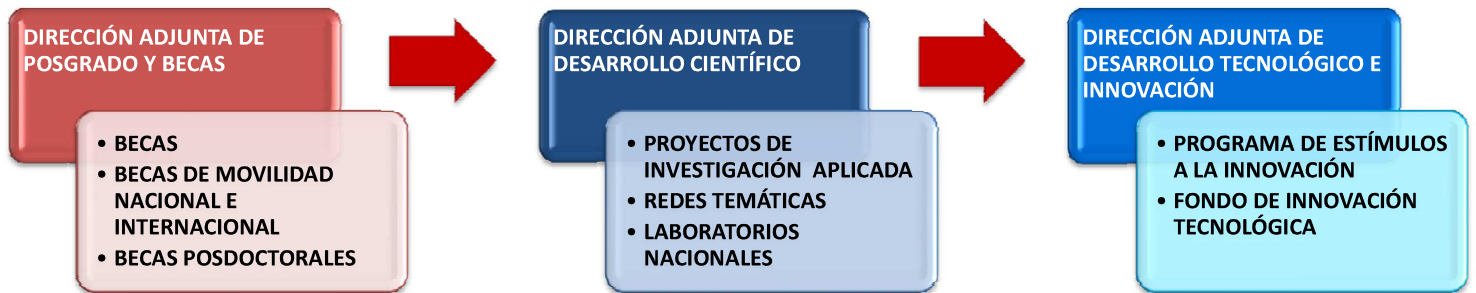 DIRECCIÓN ADJUNTA DE
POSGRADO Y BECAS
• BECAS
• BECAS DE MOVILIDAD
NACIONAL E
INTERNACIONAL
• BECAS POSDOCTORALES
DIRECCIÓN ADJUNTA DE
DESARROLLO CIENTÍFICO
• PROYECTOS DE
INVESTIGACIÓN APLICADA
• REDES TEMÁTICAS
• LABORATORIOS
NACIONALES
DIRECCIÓN ADJUNTA DE
DESARROLLO TECNOLÓGICO E
INNOVACIÓN
• PROGRAMA DE ESTÍMULOS
A LA INNOVACIÓN
• FONDO DE INNOVACIÓN
TECNOLÓGICA